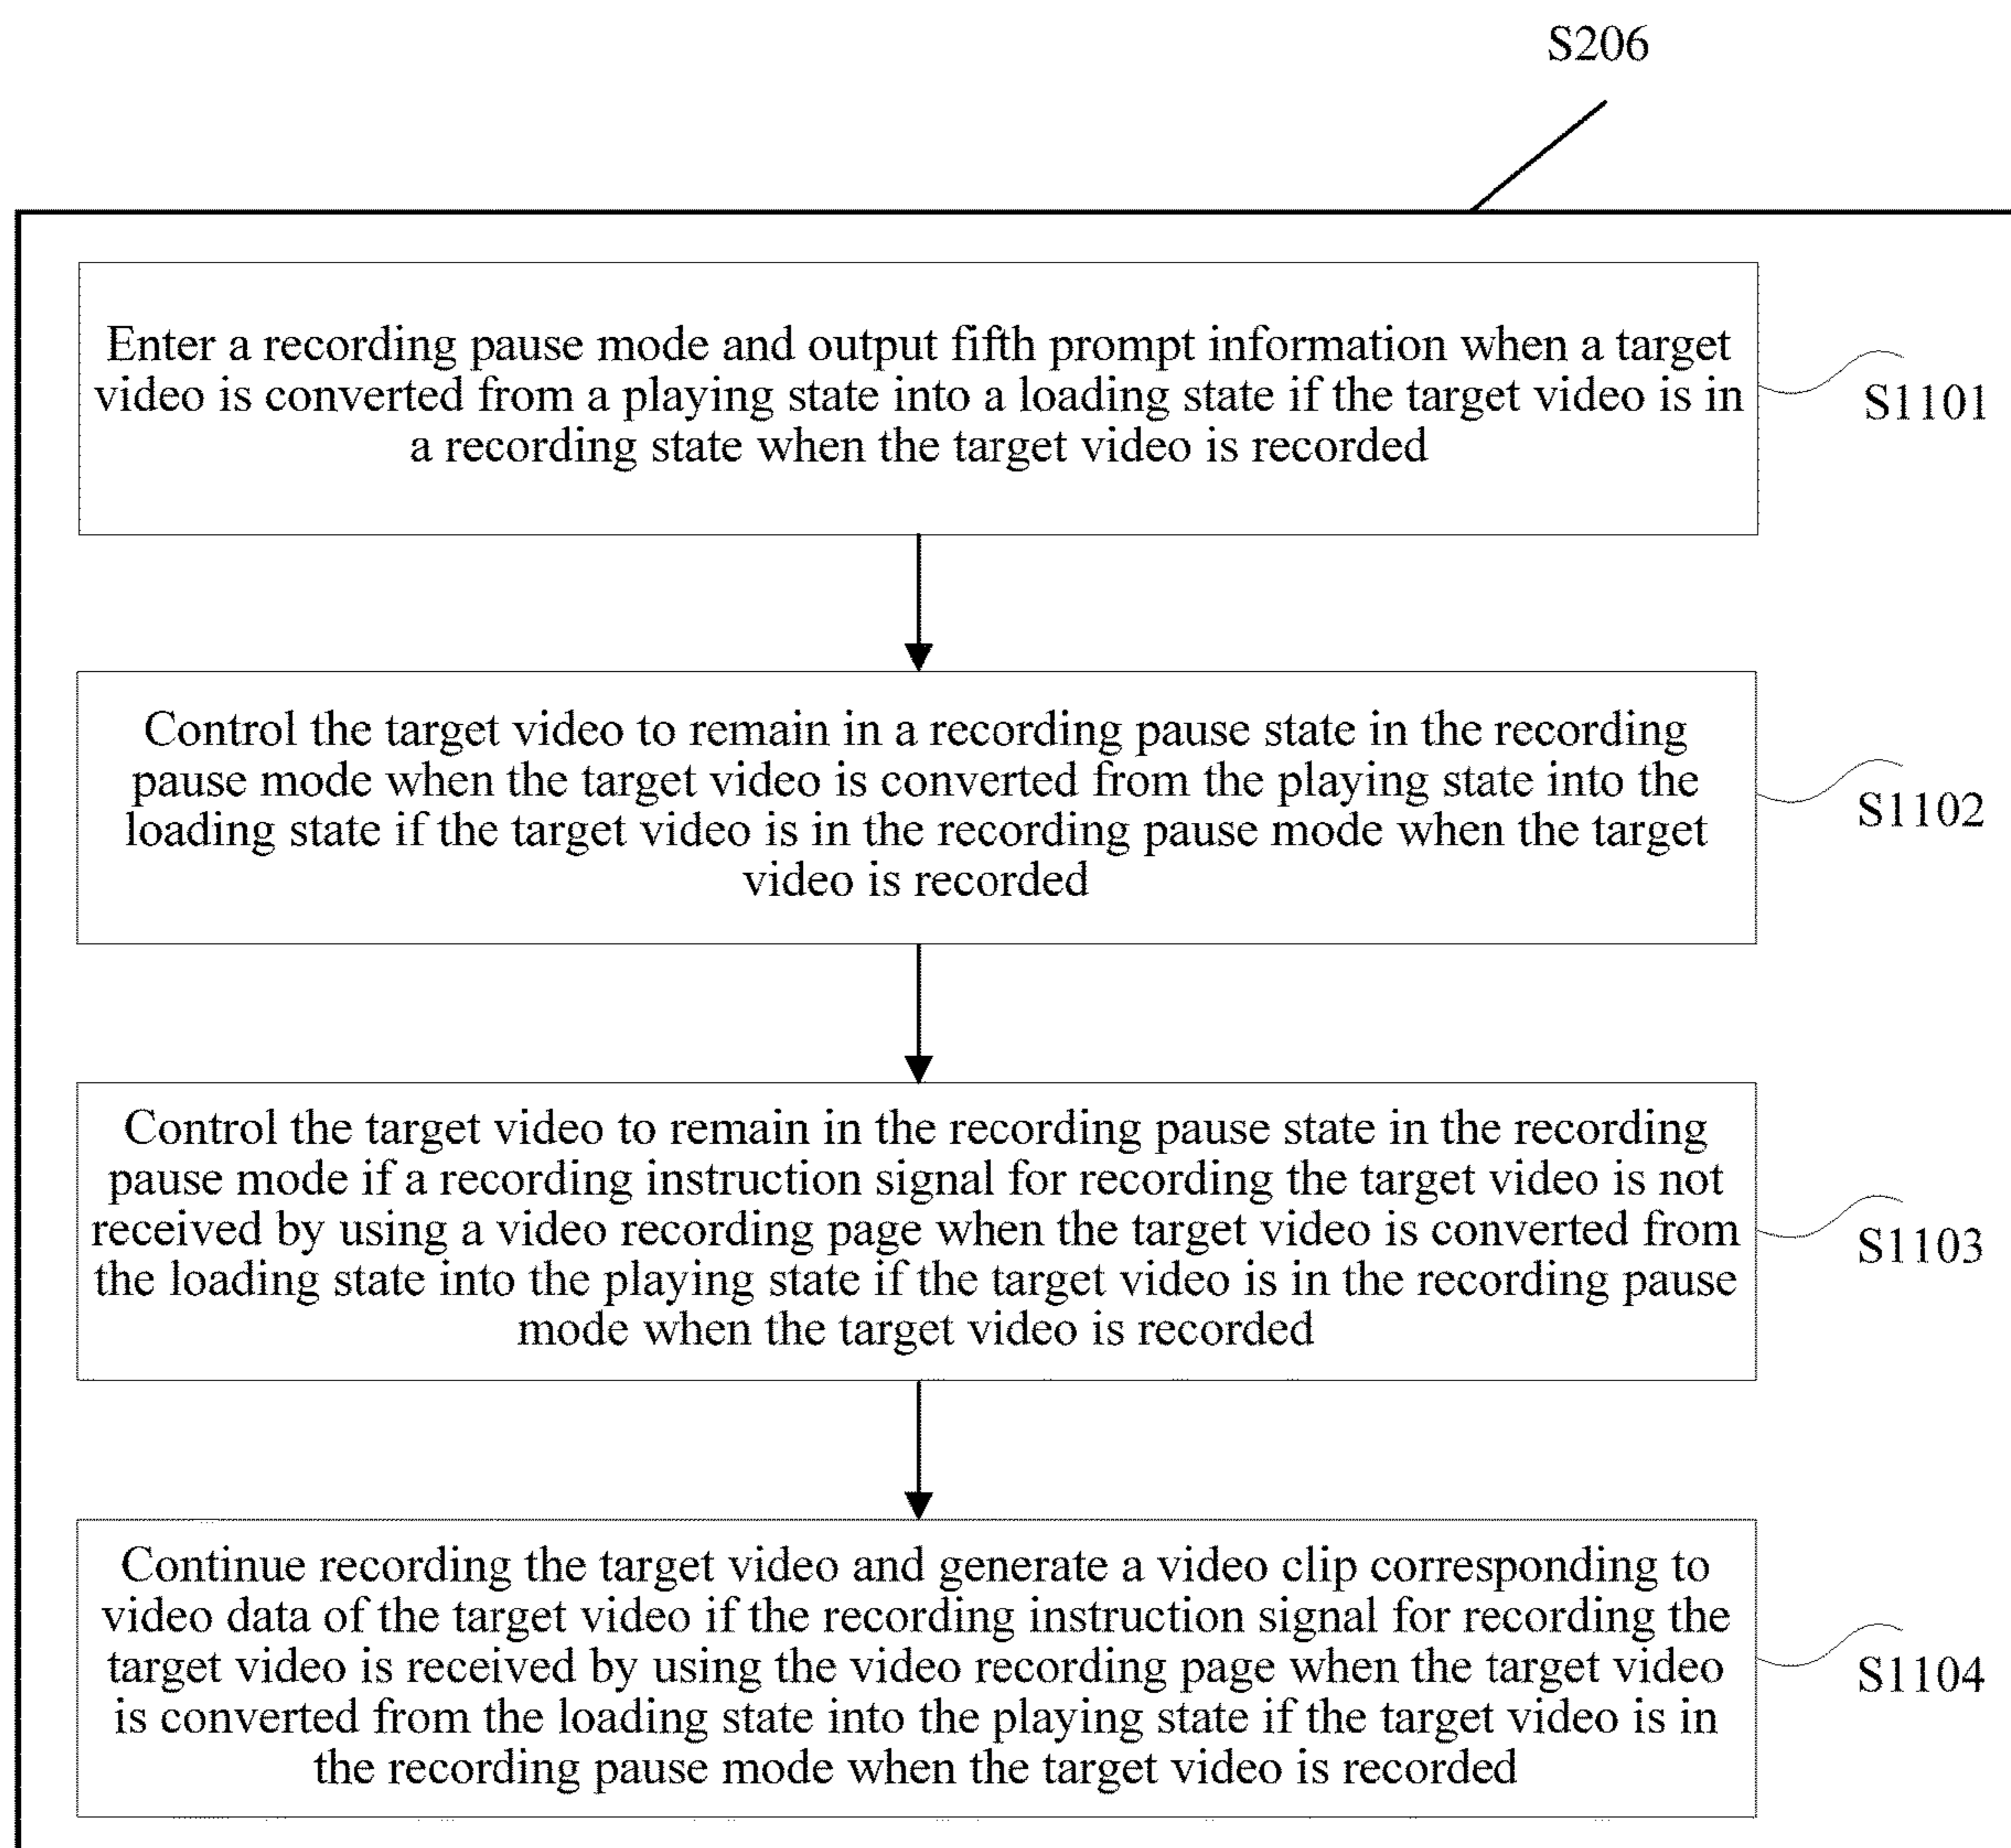 S206
Enter a recording pause mode and output fifth prompt information when a target
video is converted from a playing state into a loading state if the target video is in
a recording state when the target video is recorded
S1101
Control the target video to remain in a recording pause state in the recording
pause mode when the target video is converted from the playing state into the
loading state if the target video is in the recording pause mode when the target
video is recorded
S1102
Control the target video to remain in the recording pause state in the recording
pause mode if a recording instruction signal for recording the target video is not
received by using a video recording page when the target video is converted from
the loading state into the playing state if the target video is in the recording pause
mode when the target video is recorded
S1103
Continue recording the target video and generate a video clip corresponding to
video data of the target video if the recording instruction signal for recording the
target video is received by using the video recording page when the target video
is converted from the loading state into the playing state if the target video is in
the recording pause mode when the target video is recorded
S1104